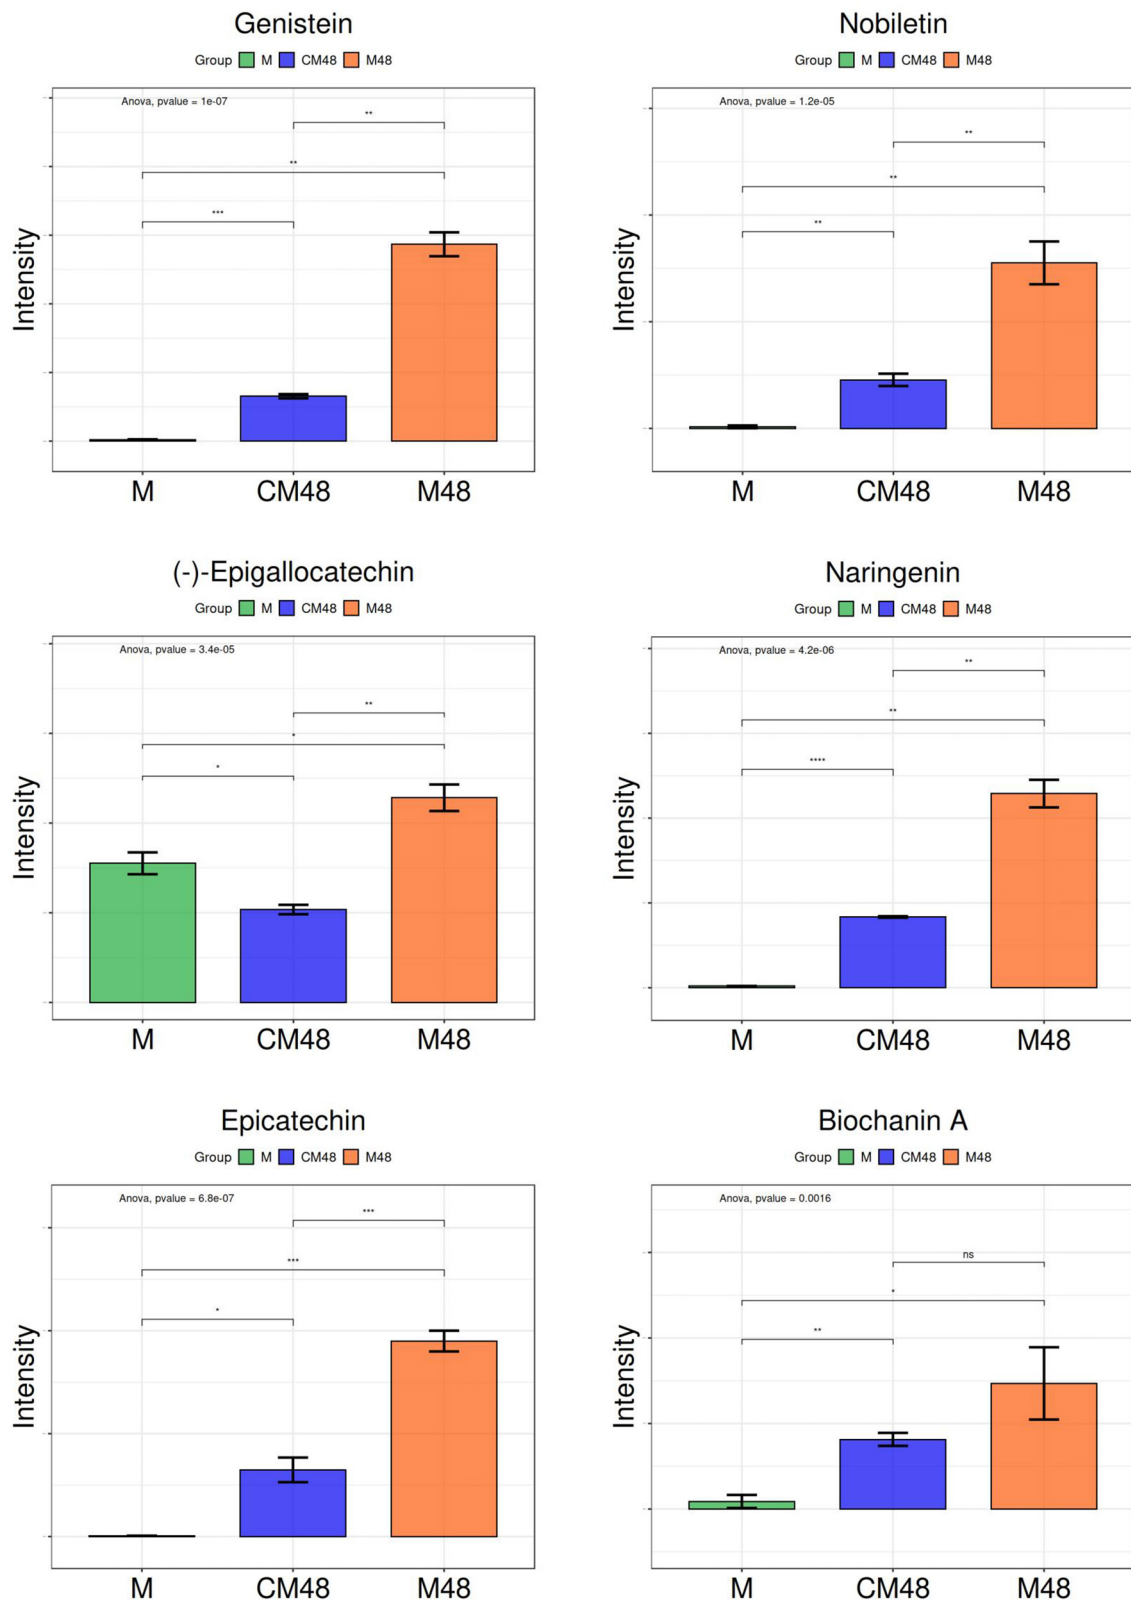 Genistein
Group M CM48 M48
Anova, pvalue = 1e-07
**
**
***
Intensity
M CM48 M48
Nobiletin
Group M CM48 M48
Anova, pvalue = 1.2e-05
**
**
**
Intensity
M CM48 M48
(-)-Epigallocatechin
Group M CM48 M48
Anova, pvalue = 3.4e-05
**
*
*
Intensity
M CM48 M48
Naringenin
Group M CM48 M48
Anova, pvalue = 4.2e-06
**
**
****
Intensity
M CM48 M48
Epicatechin
Group M CM48 M48
Anova, pvalue = 6.8e-07
***
***
*
Intensity
M CM48 M48
Biochanin A
Group M CM48 M48
Anova, pvalue = 0.0016
ns
*
**
Intensity
M CM48 M48